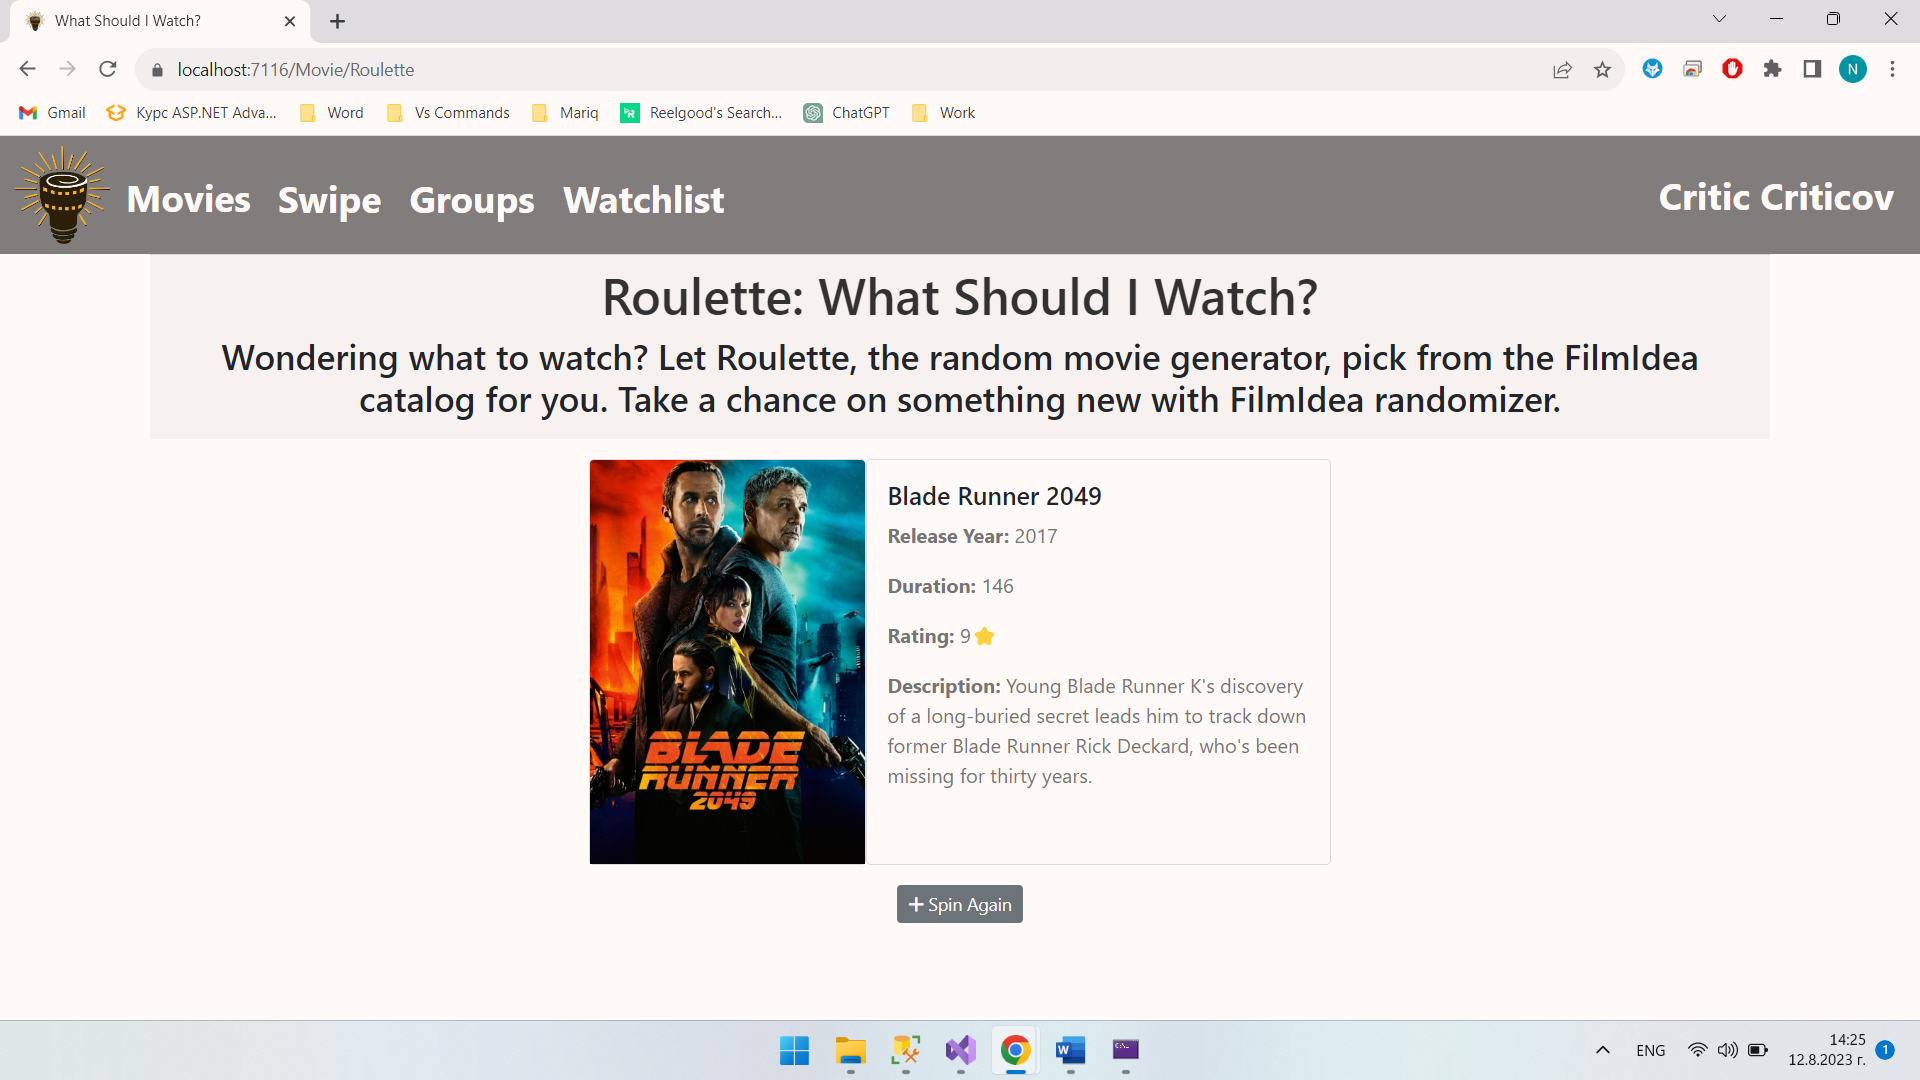 What Should I Watch?
localhost:7116/Movie/Roulette
N
Gmail
Курс ASP.NET Adva...
Word
Vs Commands
Mariq
Reelgood's Search...
ChatGPT
Work
Movies
Swipe
Groups
Watchlist
Critic Criticov
Roulette: What Should I Watch?
Wondering what to watch? Let Roulette, the random movie generator, pick from the FilmIdea
catalog for you. Take a chance on something new with FilmIdea randomizer.
BLADE
RUNNER
2049
Blade Runner 2049
Release Year: 2017
Duration: 146
Rating: 9
Description: Young Blade Runner K's discovery
of a long-buried secret leads him to track down
former Blade Runner Rick Deckard, who's been
missing for thirty years.
Spin Again
ENG
14:25
12.8.2023 г.
1